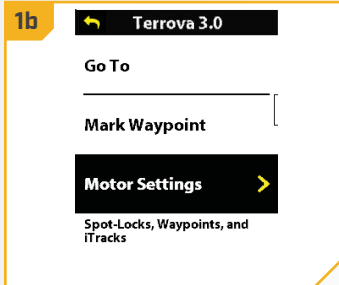 1b
Terrova 3.0
Go To
Mark Waypoint
Motor Settings
Spot-Locks, Waypoints, and
iTracks